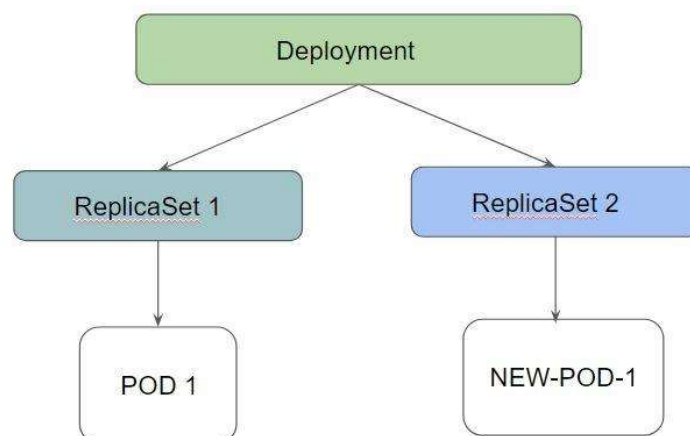 Deployment
ReplicaSet 1
ReplicaSet 2
POD 1
NEW-POD-1